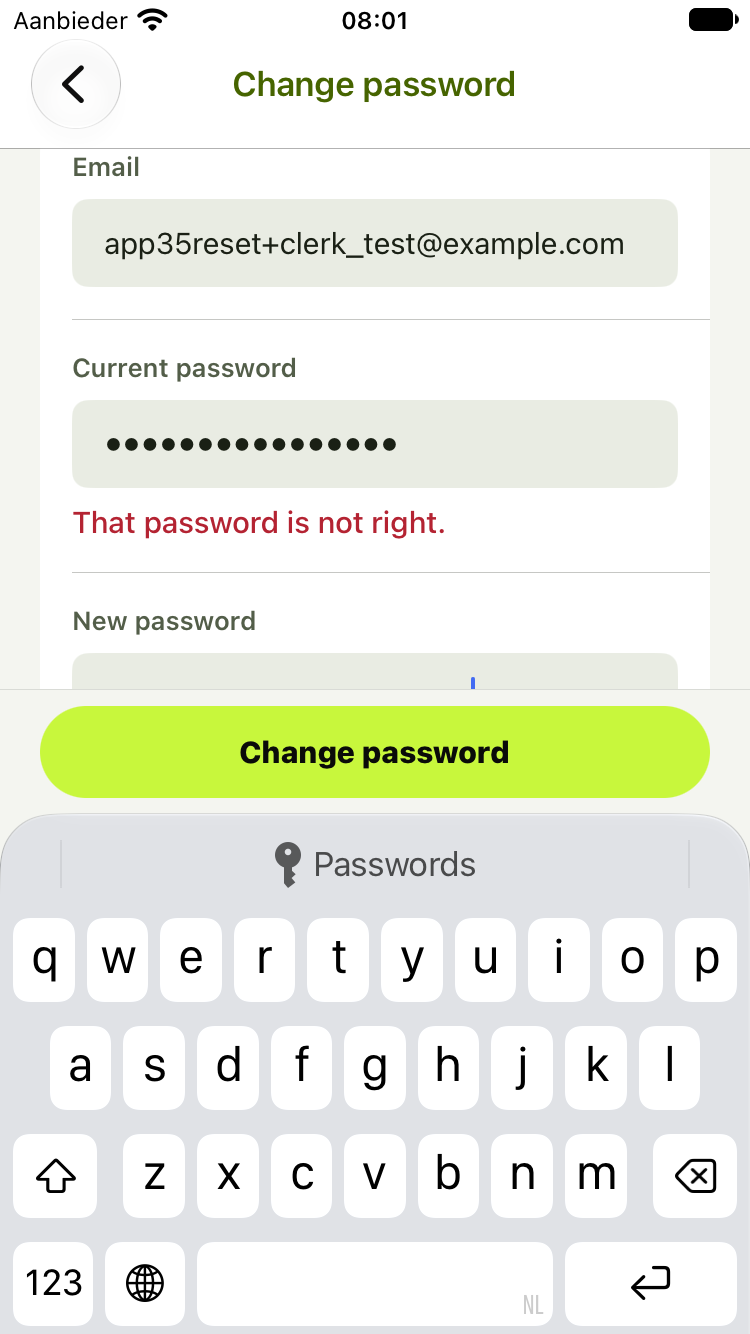 Aanbieder 08:01
Change password
Email
app35reset+clerk_test@example.com
Current password
••••••••••••••••
That password is not right.
New password
Change password
Passwords
q w e r t y u i o p
a s d f g h j k l
z x c v b n m
123 NL